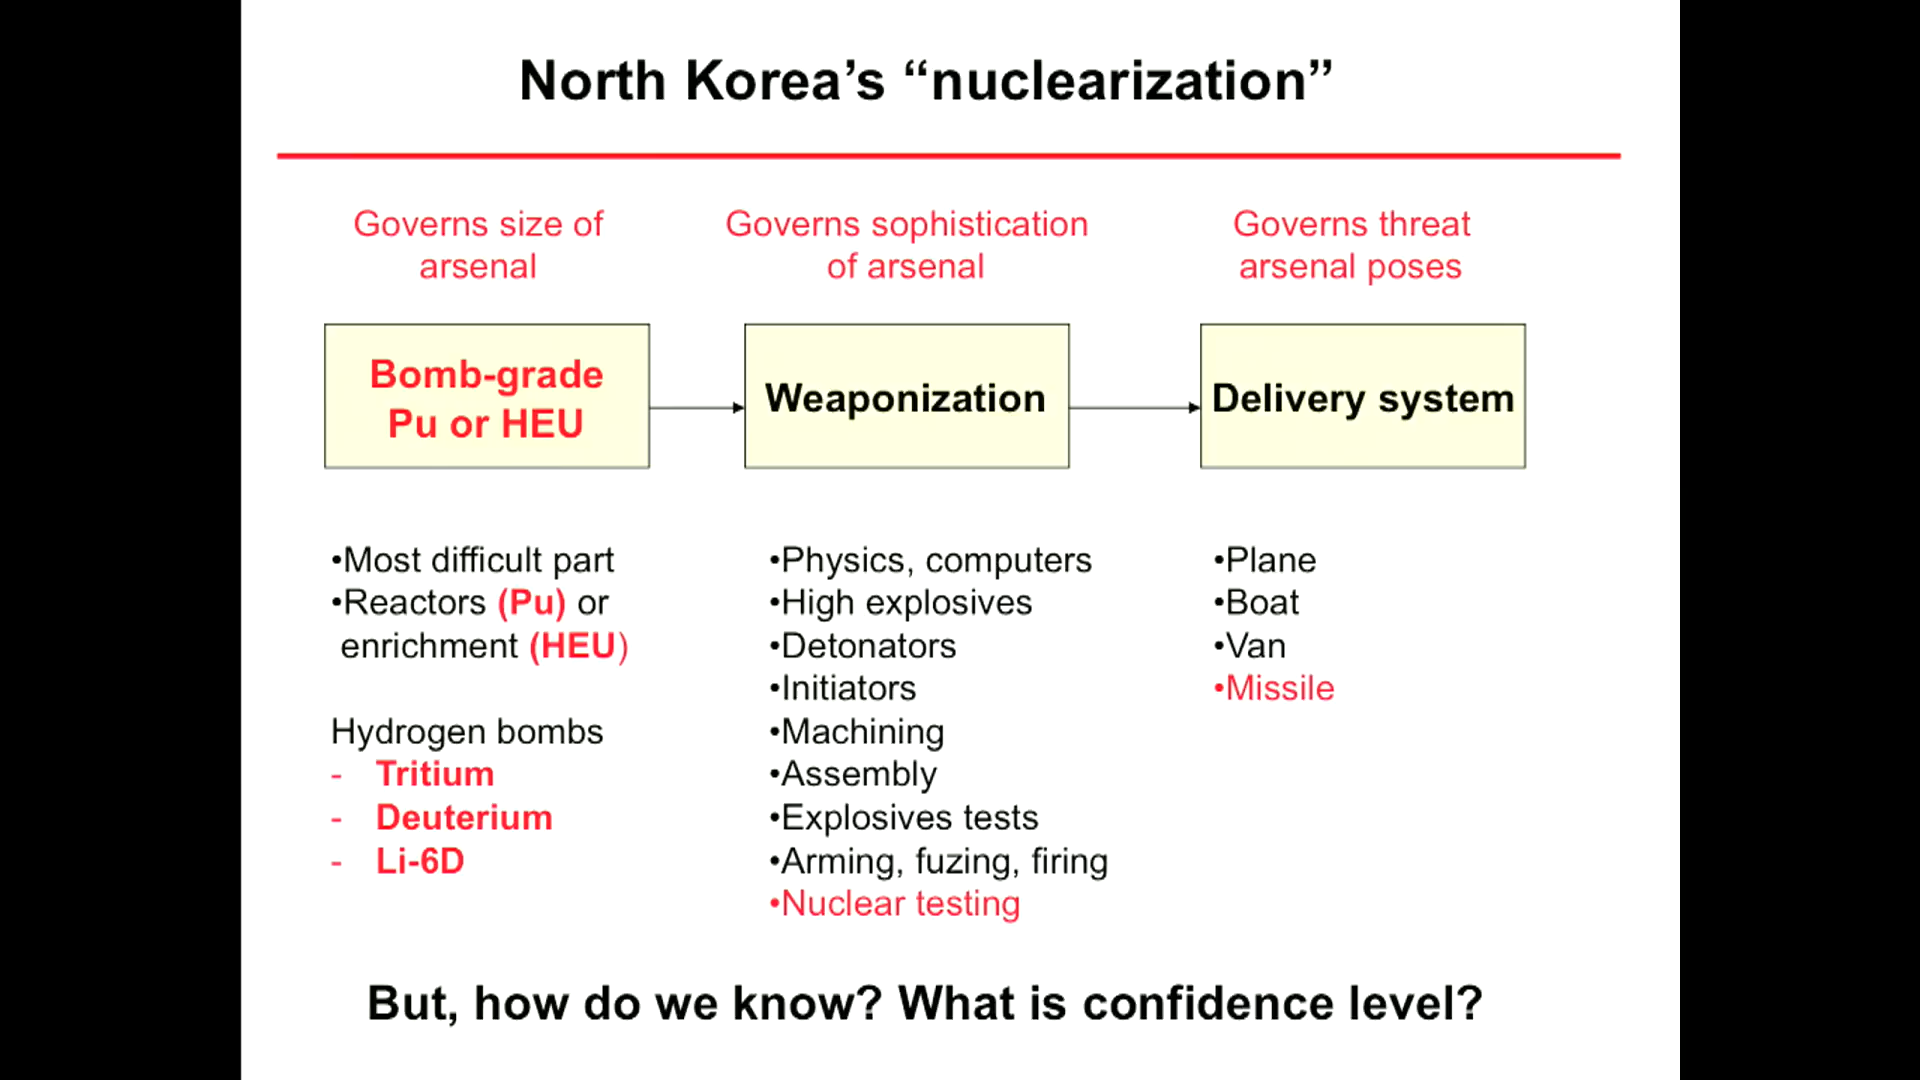 North Korea’s “nuclearization”
Governs size of
arsenal
Governs sophistication
of arsenal
Governs threat
arsenal poses
Bomb-grade
Pu or HEU
Weaponization
Delivery system
•Most difficult part
•Reactors (Pu) or
enrichment (HEU)
Hydrogen bombs
- Tritium
- Deuterium
- Li-6D
•Physics, computers
•High explosives
•Detonators
•Initiators
•Machining
•Assembly
•Explosives tests
•Arming, fuzing, firing
•Nuclear testing
•Plane
•Boat
•Van
•Missile
But, how do we know? What is confidence level?